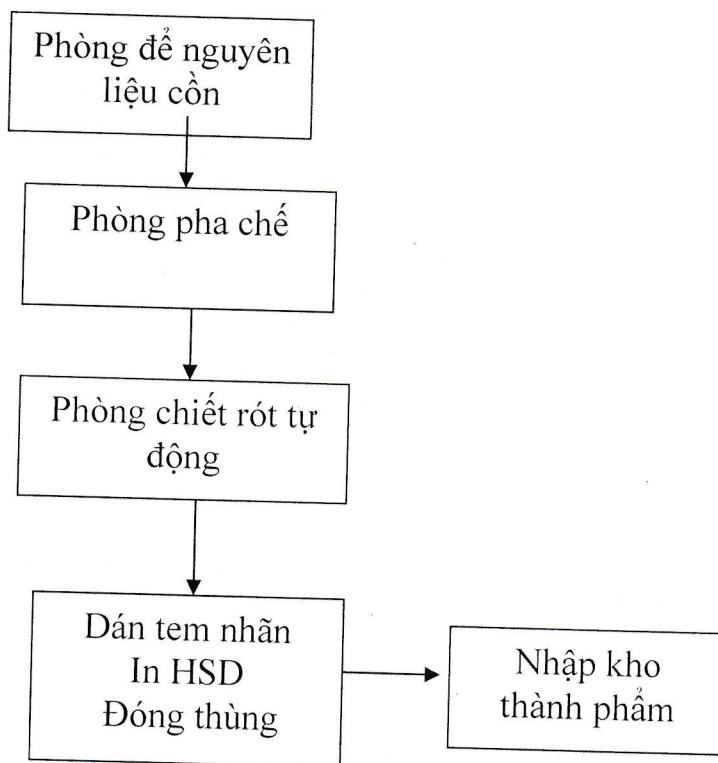 Phòng để nguyên
liệu cồn
Phòng pha chế
Phòng chiết rót tự
động
Dán tem nhãn
In HSD
Đóng thùng
Nhập kho
thành phẩm